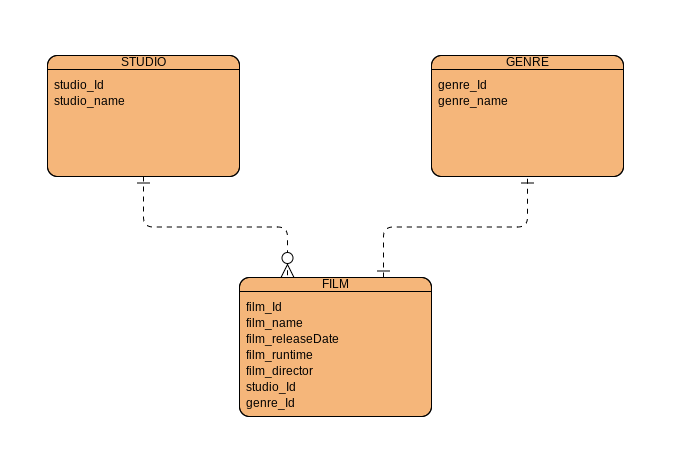 STUDIO
studio_Id
studio_name
GENRE
genre_Id
genre_name
FILM
film_Id
film_name
film_releaseDate
film_runtime
film_director
studio_Id
genre_Id